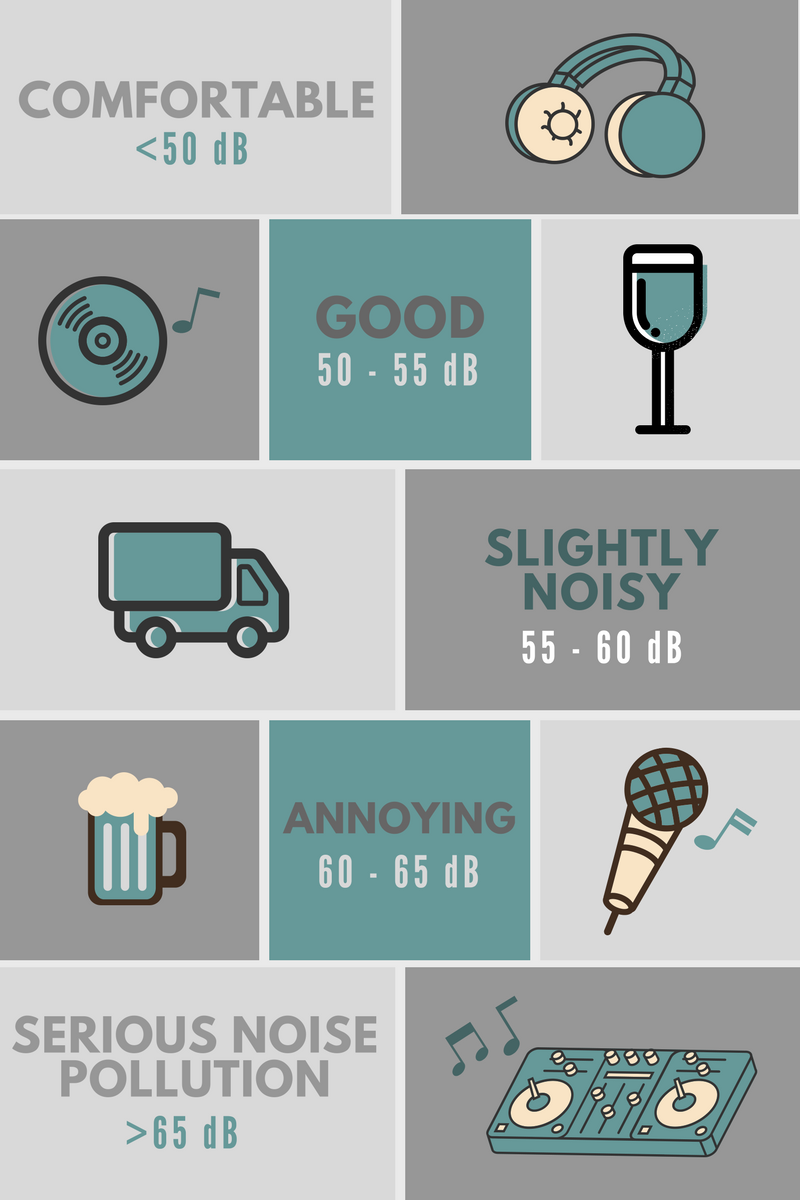 COMFORTABLE
<50 dB
GOOD
50 - 55 dB
SLIGHTLY
NOISY
55 - 60 dB
ANNOYING
60 - 65 dB
SERIOUS NOISE
POLLUTION
>65 dB